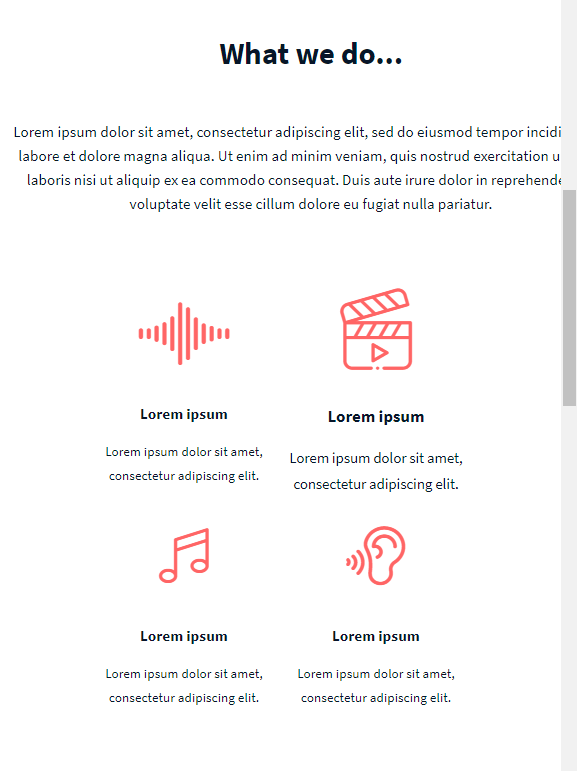 What we do...
Lorem ipsum dolor sit amet, consectetur adipiscing elit, sed do eiusmod tempor incidi
labore et dolore magna aliqua. Ut enim ad minim veniam, quis nostrud exercitation u
laboris nisi ut aliquip ex ea commodo consequat. Duis aute irure dolor in reprehende
voluptate velit esse cillum dolore eu fugiat nulla pariatur.
Lorem ipsum
Lorem ipsum dolor sit amet,
consectetur adipiscing elit.
Lorem ipsum
Lorem ipsum dolor sit amet,
consectetur adipiscing elit.
Lorem ipsum
Lorem ipsum dolor sit amet,
consectetur adipiscing elit.
Lorem ipsum
Lorem ipsum dolor sit amet,
consectetur adipiscing elit.